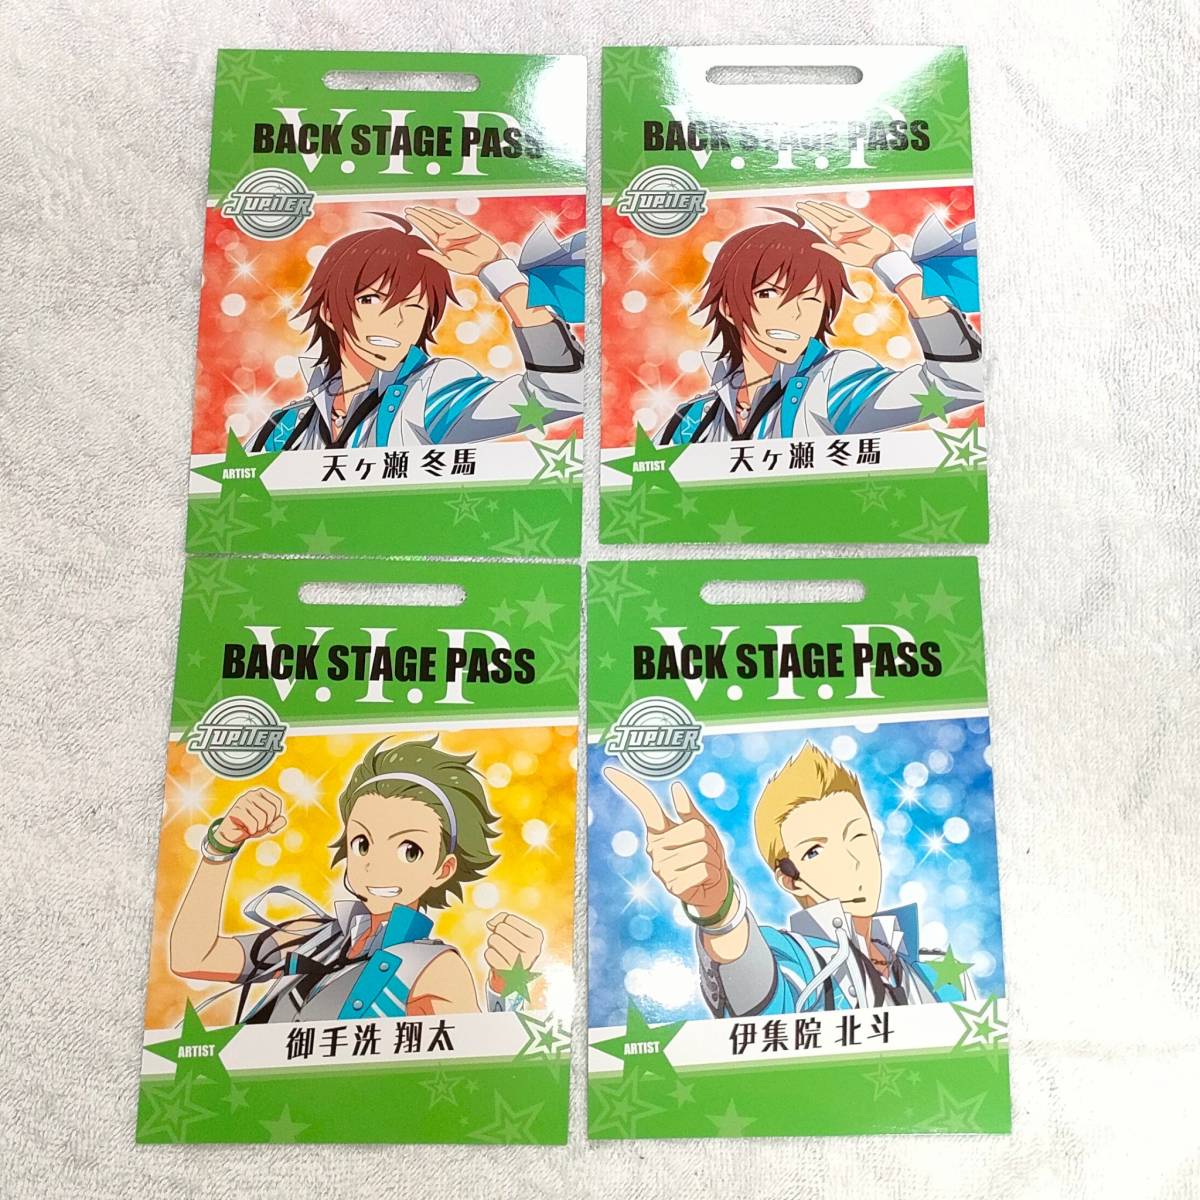 V.I.P
BACK STAGE PASS
JUPITER
ARTIST
天ヶ瀬 冬馬
V.I.P
BACK STAGE PASS
JUPITER
ARTIST
天ヶ瀬 冬馬
V.I.P
BACK STAGE PASS
JUPITER
ARTIST
御手洗 翔太
V.I.P
BACK STAGE PASS
JUPITER
ARTIST
伊集院 北斗